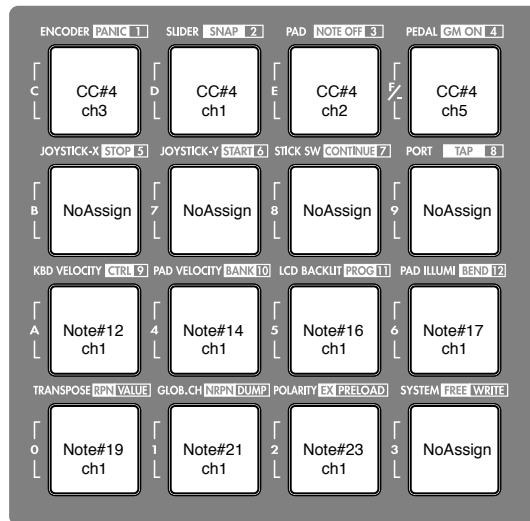 ENCODER PANIC 1 SLIDER SNAP 2 PAD NOTE OFF 3 PEDAL GM ON 4
C CC#4 D CC#4 E CC#4 F/- CC#4
ch3 ch1 ch2 ch5
JOYSTICK-X STOP 5 JOYSTICK-Y START 6 STICK SW CONTINUE 7 PORT TAP 8
B NoAssign 7 NoAssign 8 NoAssign 9 NoAssign
KBD VELOCITY CTRL 9 PAD VELOCITY BANK 10 LCD BACKLIT PROG 11 PAD ILLUMI BEND 12
A Note#12 4 Note#14 5 Note#16 6 Note#17
ch1 ch1 ch1 ch1
TRANSPOSE RPN VALUE GLOB.CH NRPN DUMP POLARITY EX PRELOAD SYSTEM FREE WRITE
0 Note#19 1 Note#21 2 Note#23 3 NoAssign
ch1 ch1 ch1